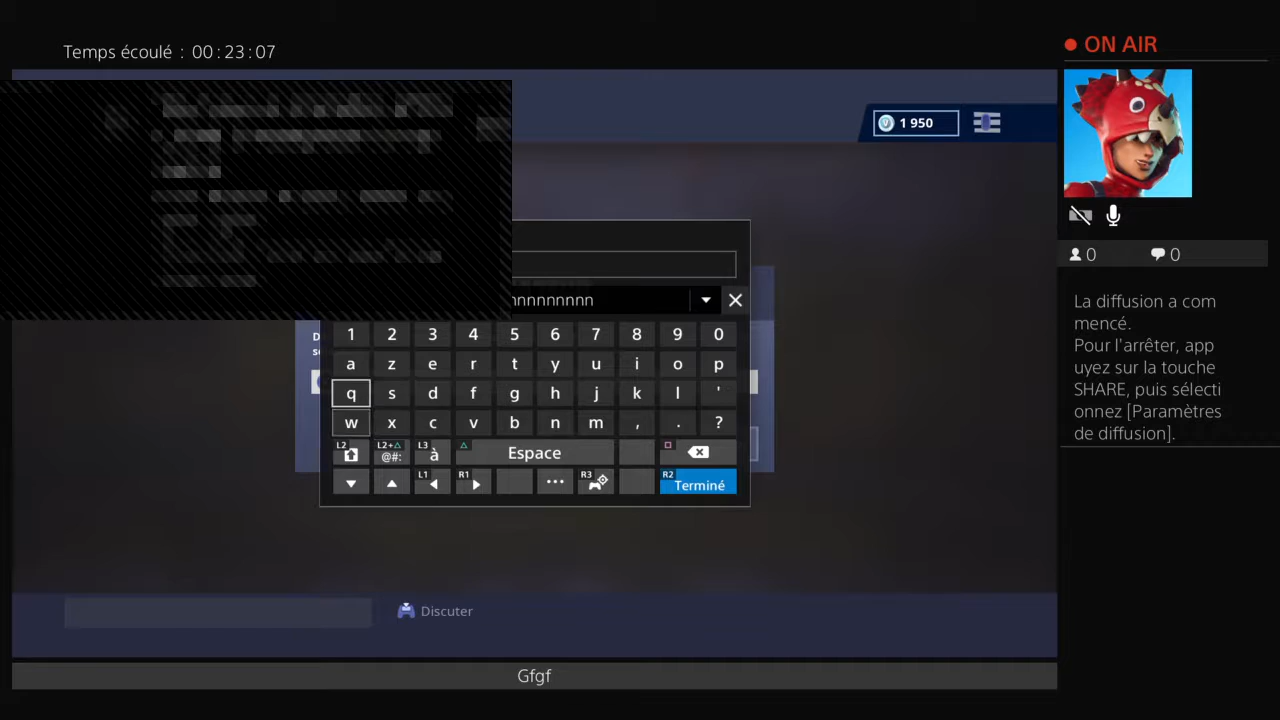 Temps écoulé : 00:23:07
ON AIR
1 950
0 0
nnnnnnnnn
1 2 3 4 5 6 7 8 9 0
a z e r t y u i o p
q s d f g h j k l '
w x c v b n m , . ?
L2 L2+△ @#: L3 à △ Espace □
L1 R1 ... R3 R2 Terminé
La diffusion a com
mencé.
Pour l'arrêter, app
uyez sur la touche
SHARE, puis sélecti
onnez [Paramètres
de diffusion].
Discuter
Gfgf